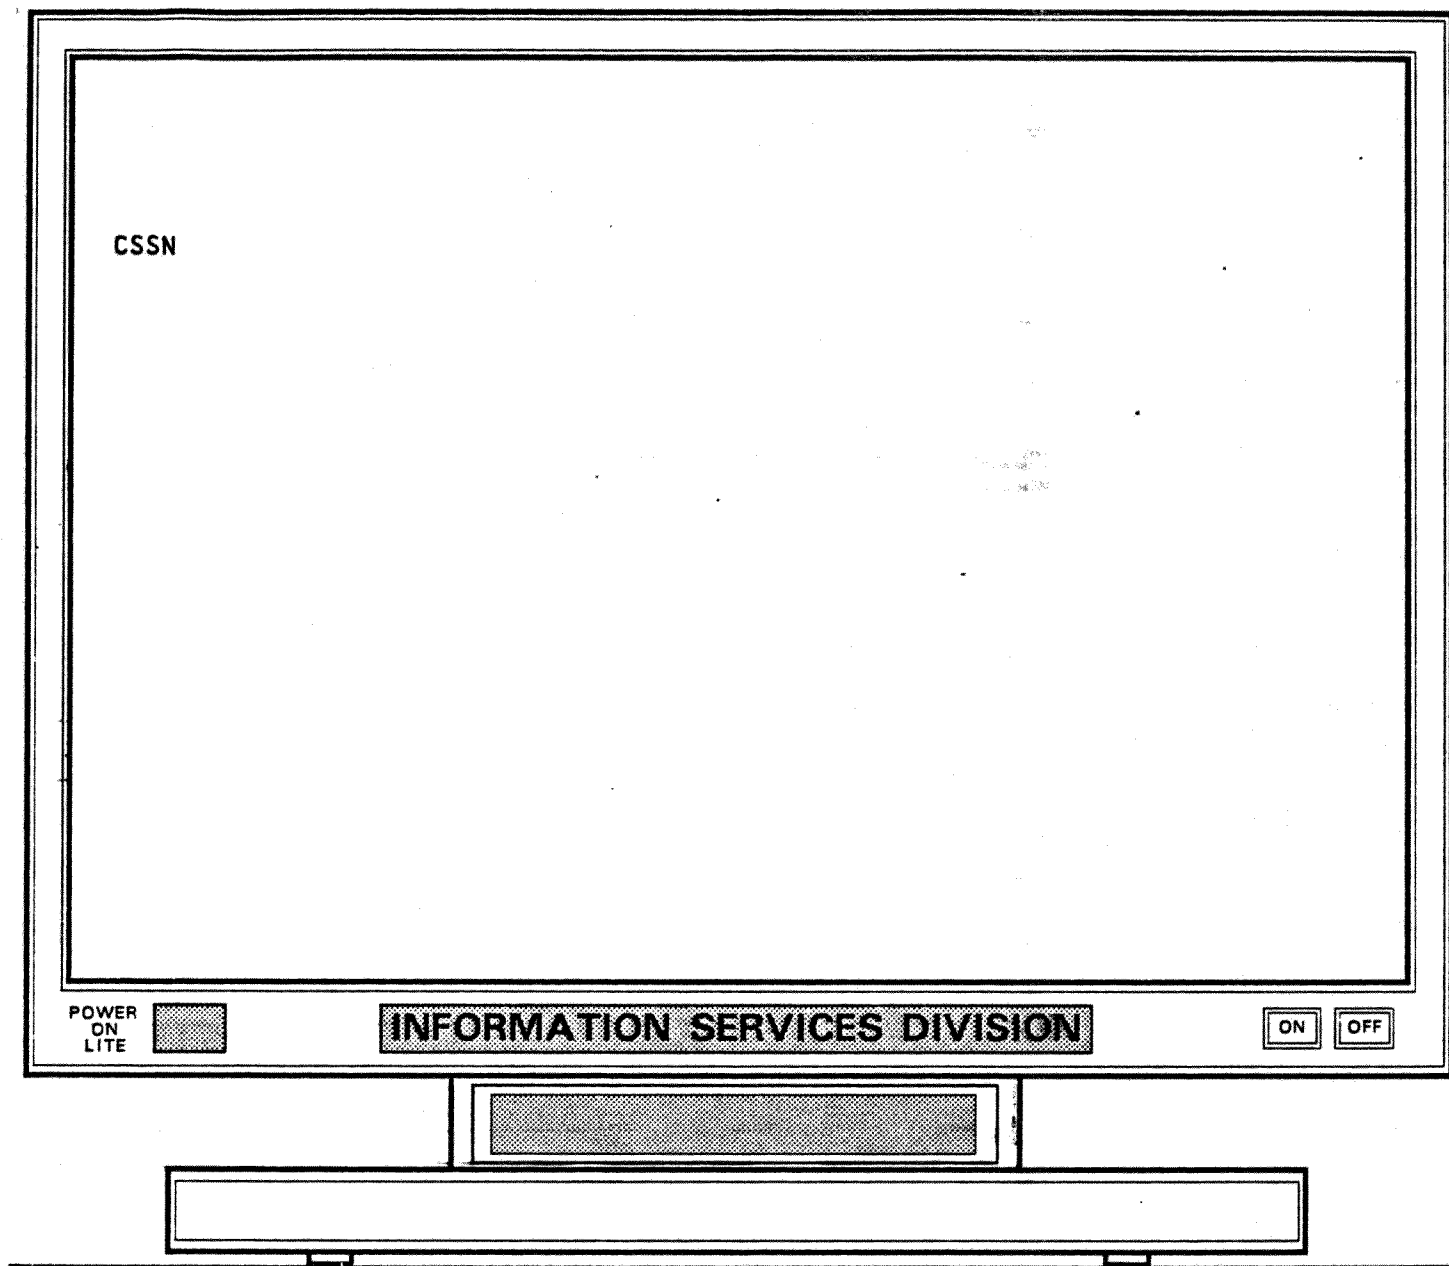 CSSN
POWER
ON
LITE
INFORMATION SERVICES DIVISION
ON
OFF